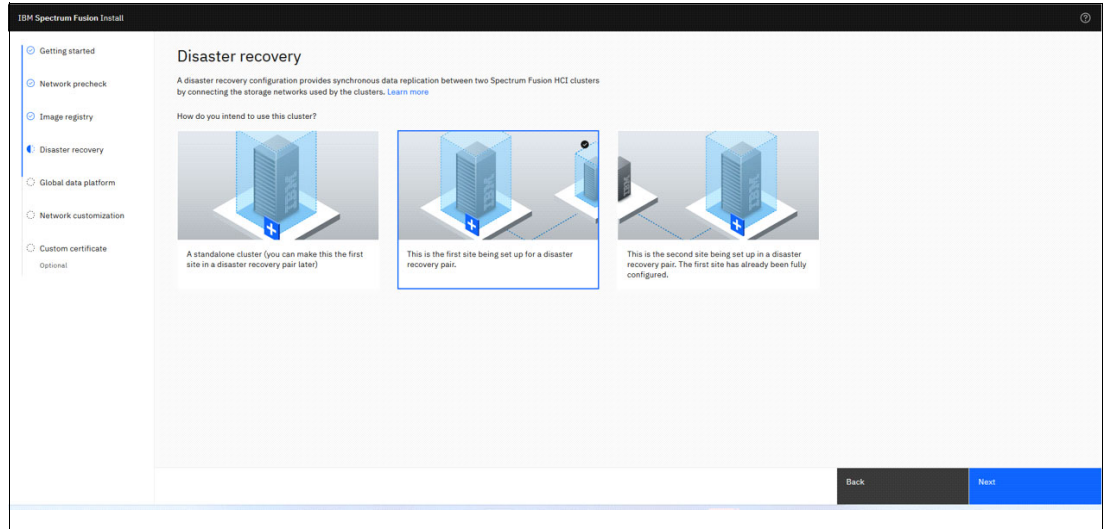 IBM Spectrum Fusion Install
Getting started
Network precheck
Image registry
Disaster recovery
Global data platform
Network customization
Custom certificate
Optional
Disaster recovery
A disaster recovery configuration provides synchronous data replication between two Spectrum Fusion HCI clusters
by connecting the storage networks used by the clusters. Learn more
How do you intend to use this cluster?
IBM
A standalone cluster (you can make this the first
site in a disaster recovery pair later)
IBM
This is the first site being set up for a disaster
recovery pair.
IBM
This is the second site being set up in a disaster
recovery pair. The first site has already been fully
configured.
Back
Next